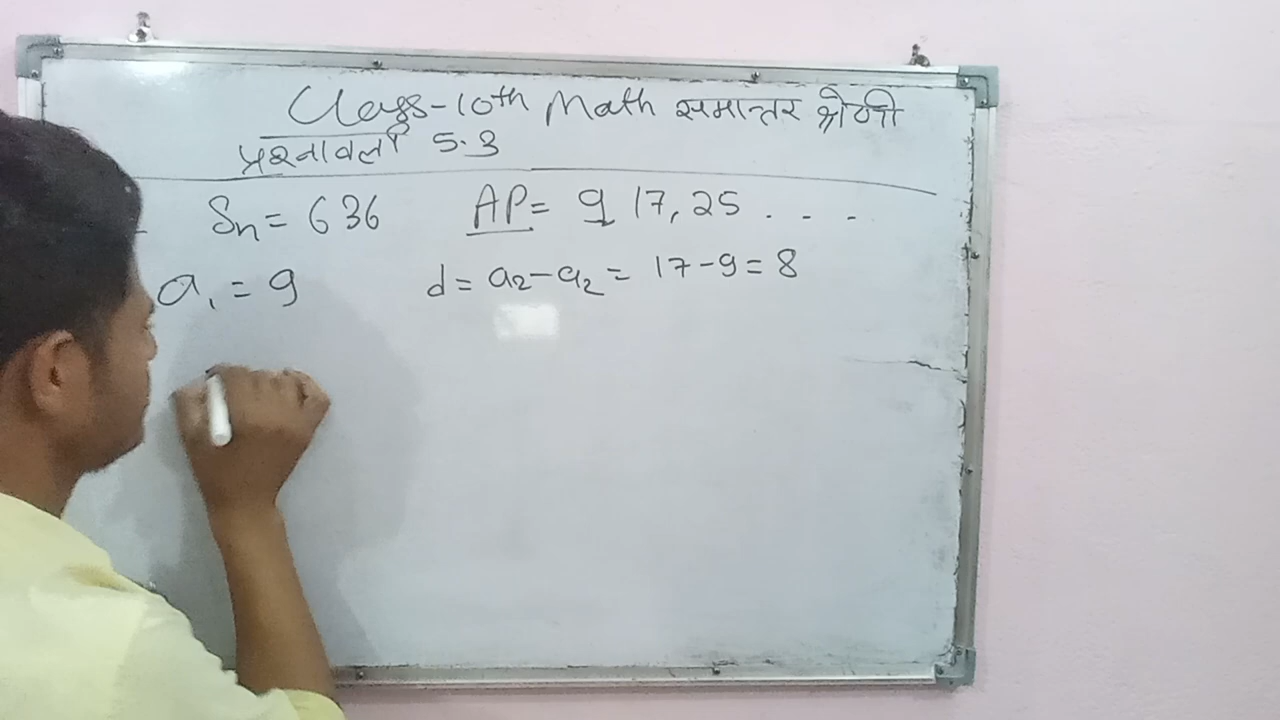 Class-10th Math समान्तर श्रेणी
प्रश्नावली 5.3
Sn = 636 AP = 9 17, 25 . . .
a1 = 9 d = a2-a2 = 17-9 = 8